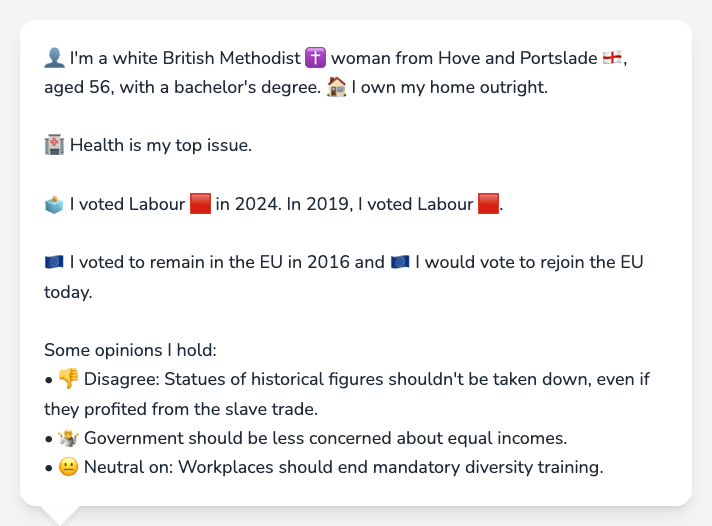 👤 I'm a white British Methodist ✝️ woman from Hove and Portslade 🏴󠁧󠁢󠁥󠁮󠁧󠁿,
aged 56, with a bachelor's degree. 🏠 I own my home outright.
🏥 Health is my top issue.
🗳️ I voted Labour 🟥 in 2024. In 2019, I voted Labour 🟥.
🇪🇺 I voted to remain in the EU in 2016 and 🇪🇺 I would vote to rejoin the EU
today.
Some opinions I hold:
• 👎 Disagree: Statues of historical figures shouldn't be taken down, even if
they profited from the slave trade.
• 🤷 Government should be less concerned about equal incomes.
• 😐 Neutral on: Workplaces should end mandatory diversity training.